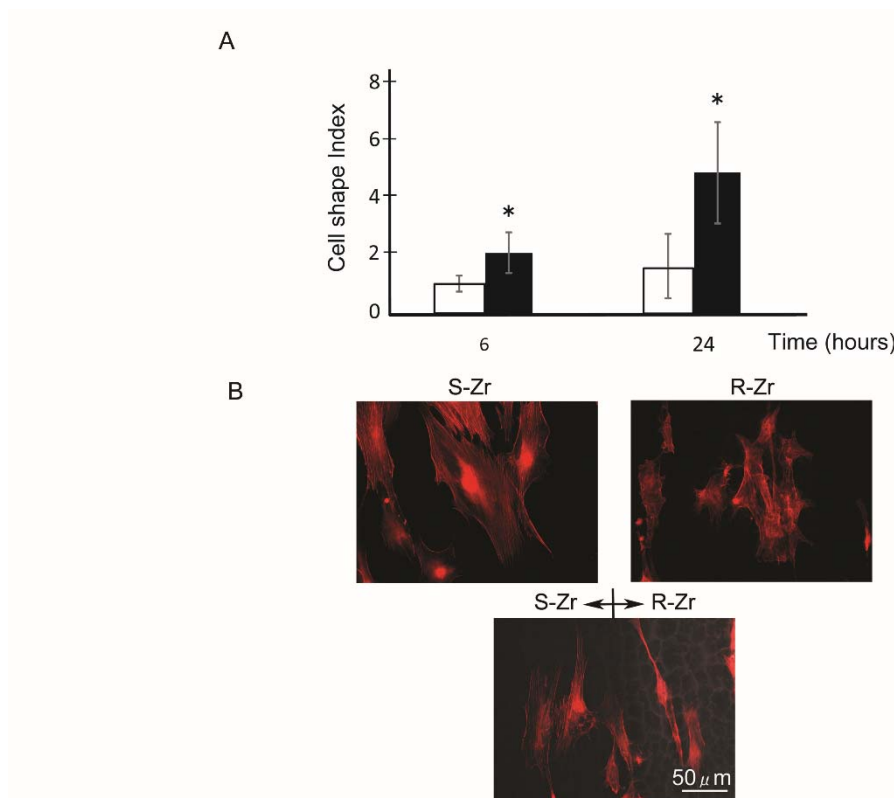 A
Cell shape Index
8
6
4
2
0
*
*
6
24
Time (hours)
B
S-Zr
R-Zr
S-Zr
R-Zr
50 μm